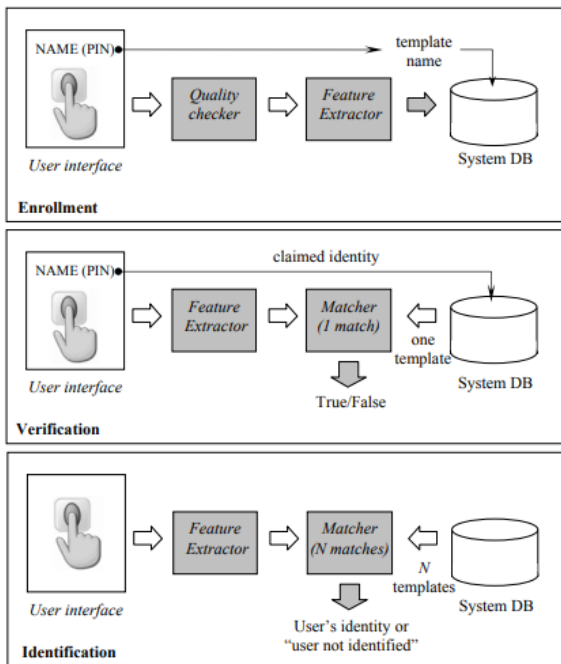 NAME (PIN)
template
name
Quality
checker
Feature
Extractor
System DB
User interface
Enrollment
NAME (PIN)
claimed identity
Feature
Extractor
Matcher
(1 match)
one
template
System DB
User interface
True/False
Verification
Feature
Extractor
Matcher
(N matches)
N
templates
System DB
User interface
User's identity or
“user not identified”
Identification